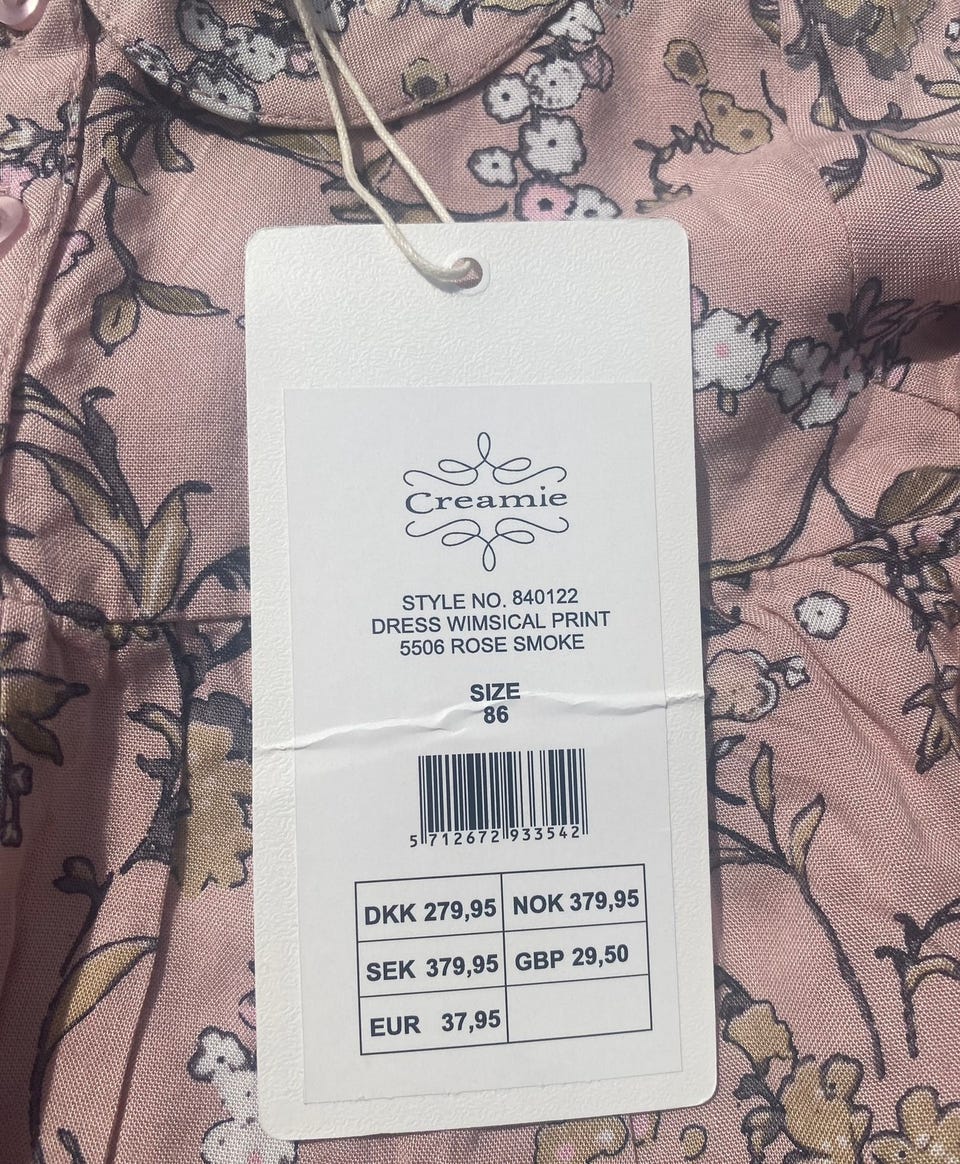 Creamie
STYLE NO. 840122
DRESS WIMSICAL PRINT
5506 ROSE SMOKE
SIZE
86
5 712672 933542
DKK 279,95 NOK 379,95
SEK 379,95 GBP 29,50
EUR 37,95